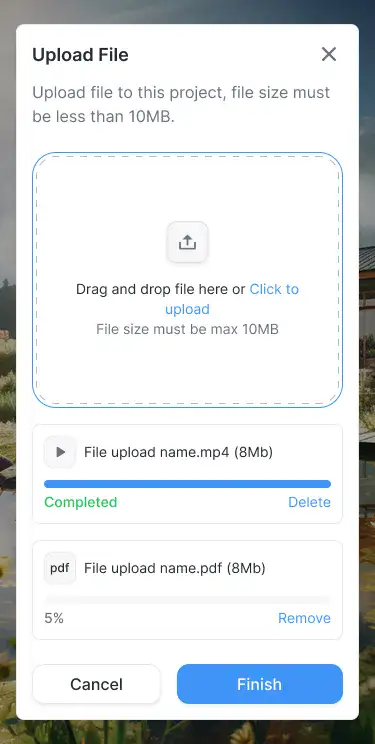 Upload File
Upload file to this project, file size must
be less than 10MB.
Drag and drop file here or Click to
upload
File size must be max 10MB
File upload name.mp4 (8Mb)
Completed Delete
pdf File upload name.pdf (8Mb)
5% Remove
Cancel Finish